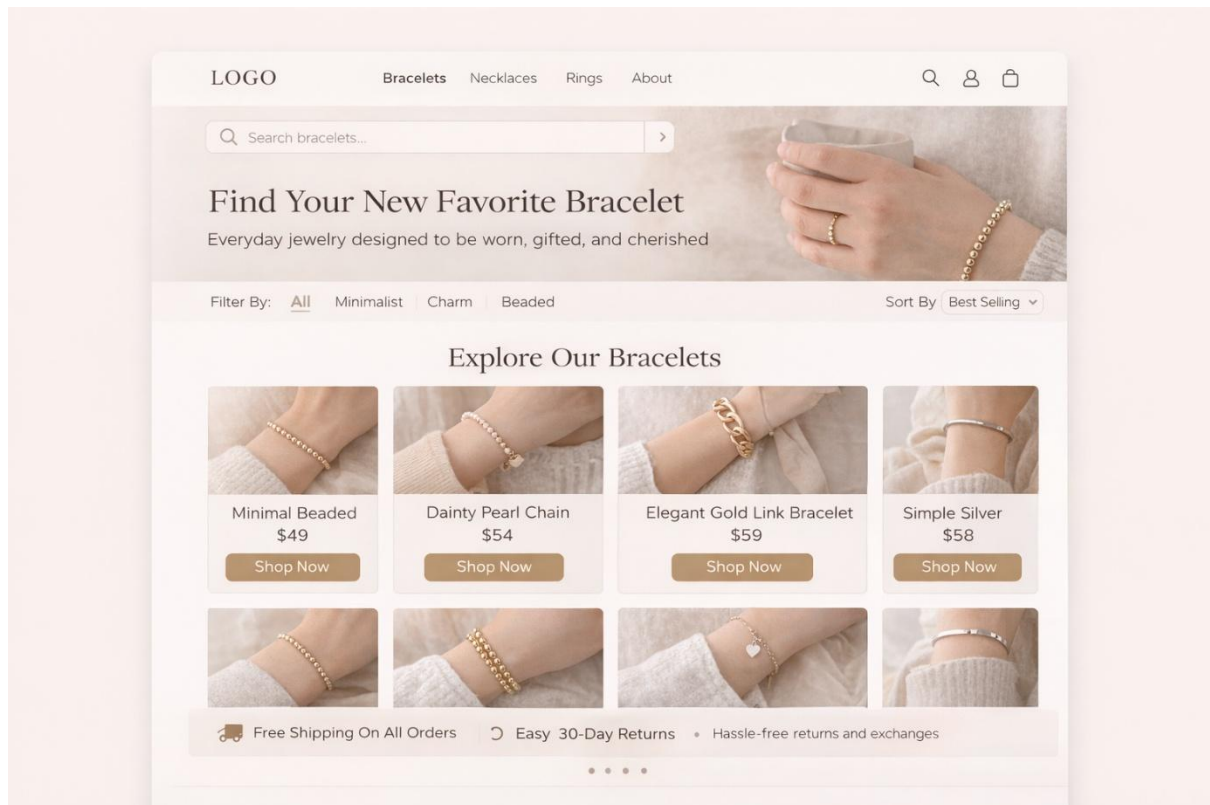 LOGO Bracelets Necklaces Rings About
Search bracelets...
Find Your New Favorite Bracelet
Everyday jewelry designed to be worn, gifted, and cherished
Filter By: All Minimalist Charm Beaded Sort By Best Selling
Explore Our Bracelets
Minimal Beaded
$49
Shop Now
Dainty Pearl Chain
$54
Shop Now
Elegant Gold Link Bracelet
$59
Shop Now
Simple Silver
$58
Shop Now
Free Shipping On All Orders Easy 30-Day Returns • Hassle-free returns and exchanges